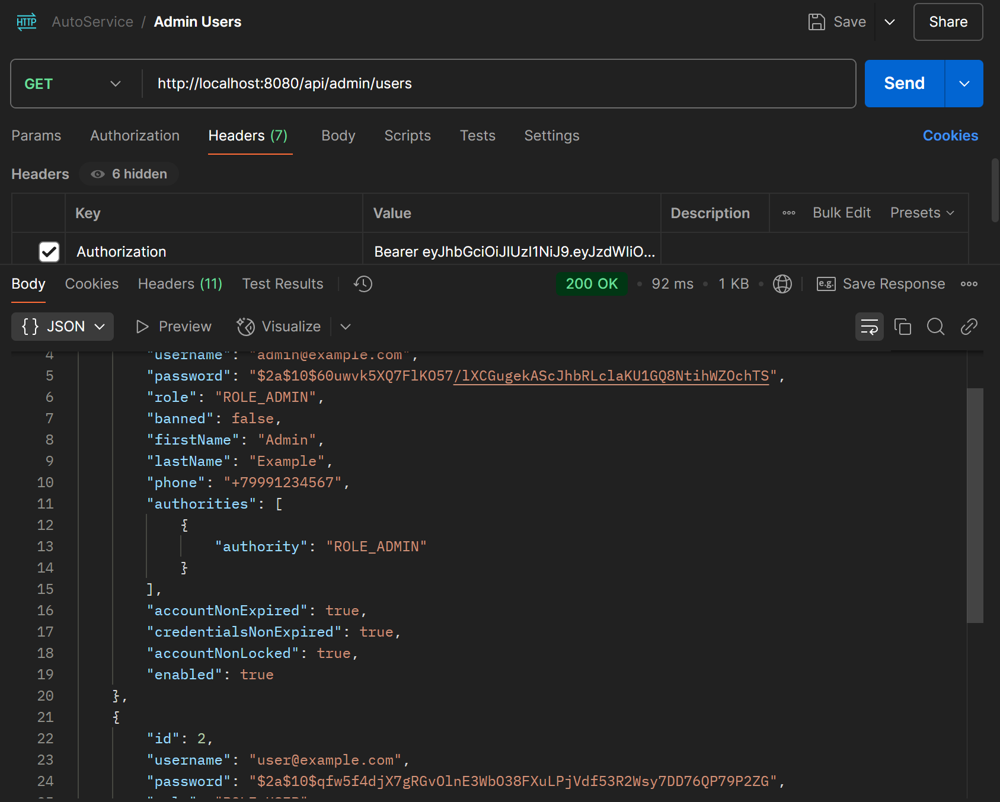 HTTP AutoService / Admin Users Save Share
GET http://localhost:8080/api/admin/users Send
Params Authorization Headers (7) Body Scripts Tests Settings Cookies
Headers 6 hidden
Key Value Description Bulk Edit Presets
Authorization Bearer eyJhbGciOiJIUzI1NiJ9.eyJzdWIiO...
Body Cookies Headers (11) Test Results 200 OK • 92 ms • 1 KB • e.g. Save Response
{} JSON Preview Visualize
4 "username": "admin@example.com",
5 "password": "$2a$10$60uwvk5XQ7FlKO57/lXCGugekAScJhbRLclaKU1GQ8NtihWZOchTS",
6 "role": "ROLE_ADMIN",
7 "banned": false,
8 "firstName": "Admin",
9 "lastName": "Example",
10 "phone": "+79991234567",
11 "authorities": [
12 {
13 "authority": "ROLE_ADMIN"
14 }
15 ],
16 "accountNonExpired": true,
17 "credentialsNonExpired": true,
18 "accountNonLocked": true,
19 "enabled": true
20 },
21 {
22 "id": 2,
23 "username": "user@example.com",
24 "password": "$2a$10$qfw5f4djX7gRGvOlnE3WbO38FXuLPjVdf53R2Wsy7DD76QP79P2ZG",